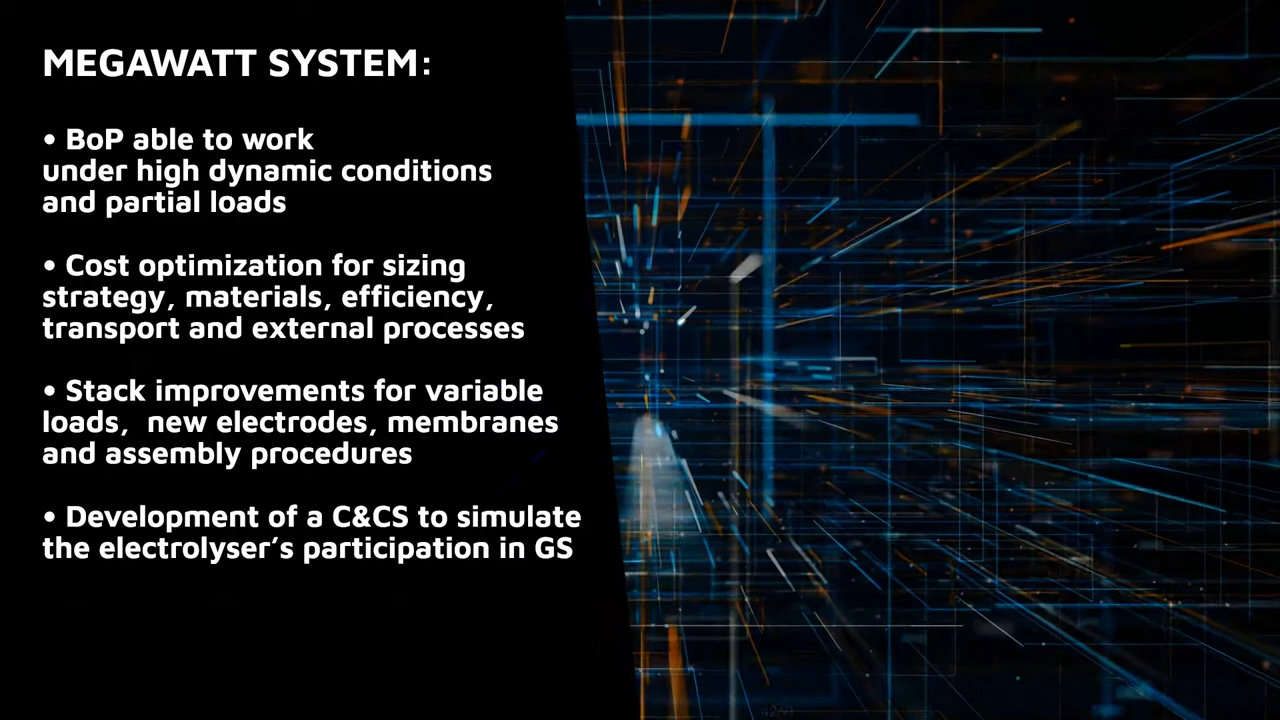 MEGAWATT SYSTEM:
• BoP able to work
under high dynamic conditions
and partial loads
• Cost optimization for sizing
strategy, materials, efficiency,
transport and external processes
• Stack improvements for variable
loads,  new electrodes, membranes
and assembly procedures
• Development of a C&CS to simulate
the electrolyser’s participation in GS